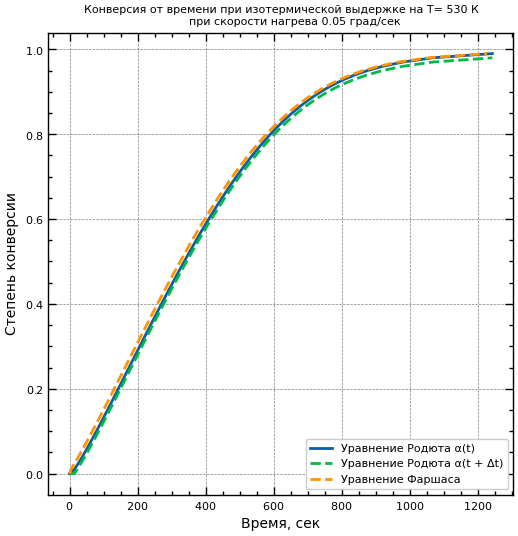 Конверсия от времени при изотермической выдержке на T= 530 K
при скорости нагрева 0.05 град/сек
Степень конверсии
1.0
0.8
0.6
0.4
0.2
0.0
0
200
400
600
800
1000
1200
Время, сек
Уравнение Родюта α(t)
Уравнение Родюта α(t + Δt)
Уравнение Фаршаса